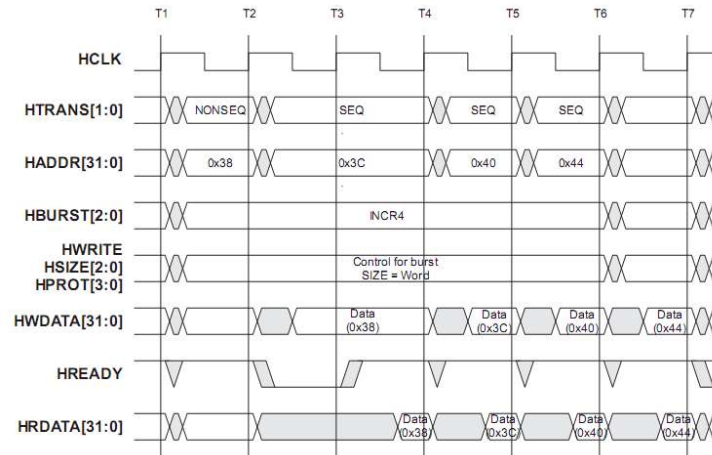 T1 T2 T3 T4 T5 T6 T7
HCLK
HTRANS[1:0] NONSEQ SEQ SEQ SEQ
HADDR[31:0] 0x38 0x3C 0x40 0x44
HBURST[2:0] INCR4
HWRITE
HSIZE[2:0]
HPROT[3:0]
Control for burst
SIZE = Word
HWDATA[31:0]
Data
(0x38)
Data
(0x3C)
Data
(0x40)
Data
(0x44)
HREADY
HRDATA[31:0]
Data
(0x38)
Data
(0x3C)
Data
(0x40)
Data
(0x44)